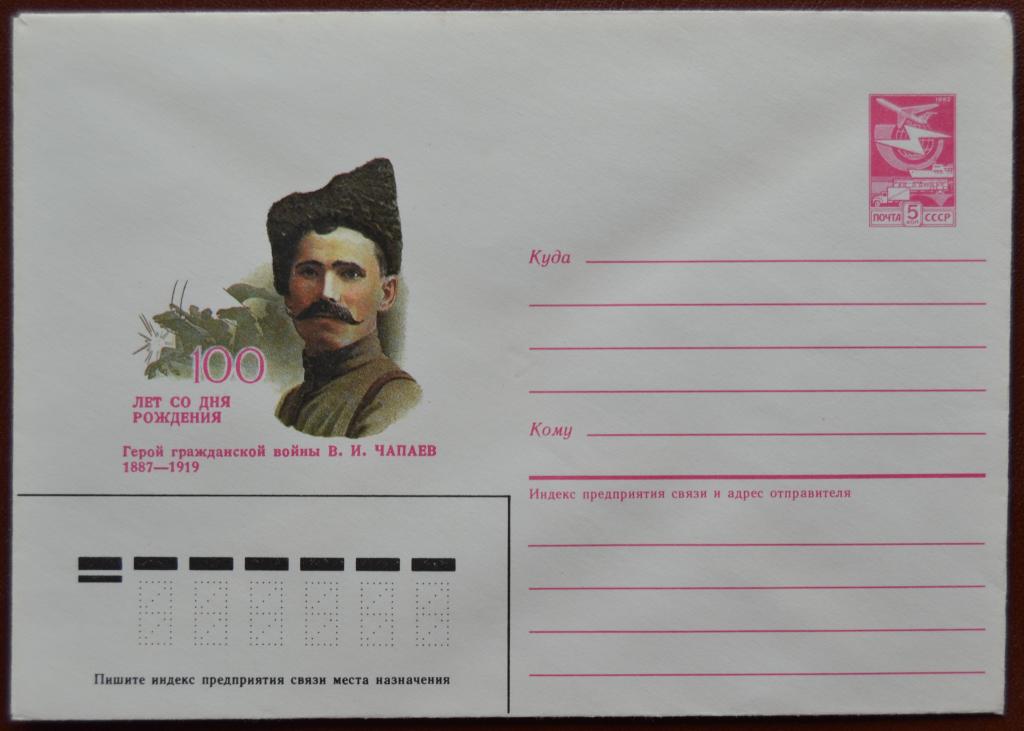 1982
ПОЧТА 5 КОП СССР
100
ЛЕТ СО ДНЯ
РОЖДЕНИЯ
Герой гражданской войны В. И. ЧАПАЕВ
1887—1919
Куда
Кому
Индекс предприятия связи и адрес отправителя
Пишите индекс предприятия связи места назначения